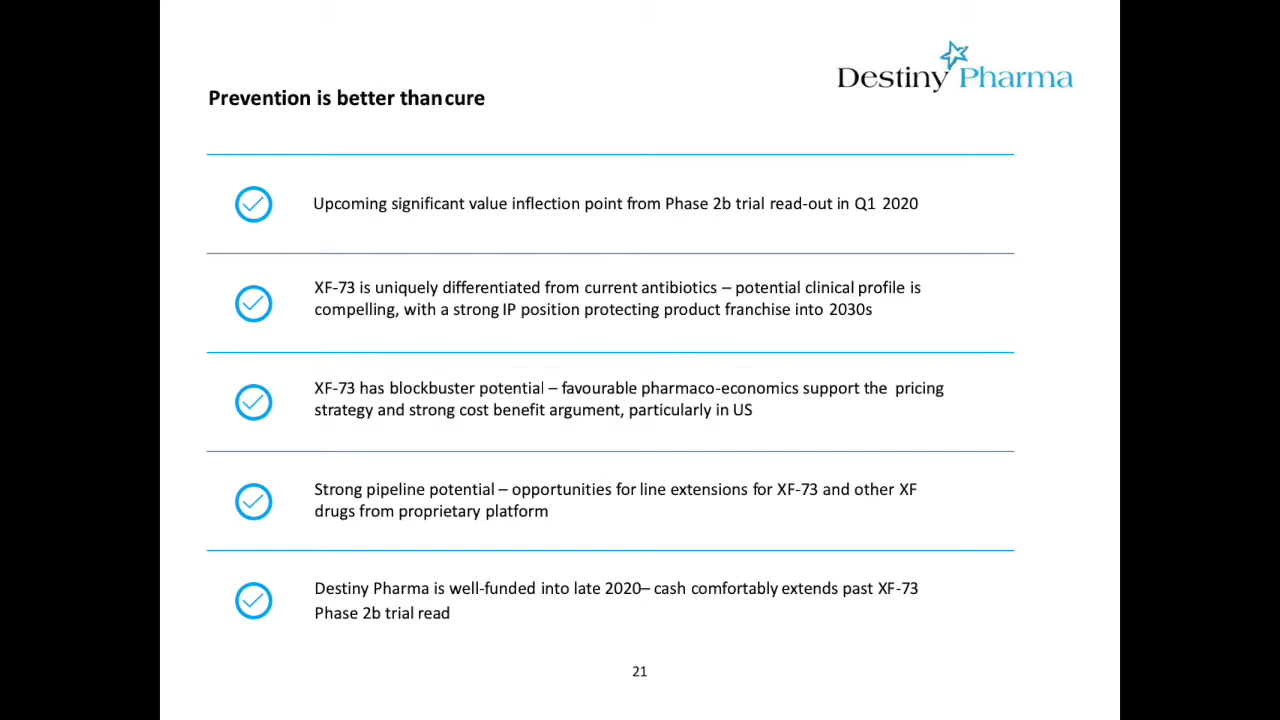 Destiny Pharma
Prevention is better thancure
Upcoming significant value inflection point from Phase 2b trial read-out in Q1 2020
XF-73 is uniquely differentiated from current antibiotics – potential clinical profile is
compelling, with a strong IP position protecting product franchise into 2030s
XF-73 has blockbuster potential – favourable pharmaco-economics support the pricing
strategy and strong cost benefit argument, particularly in US
Strong pipeline potential – opportunities for line extensions for XF-73 and other XF
drugs from proprietary platform
Destiny Pharma is well-funded into late 2020– cash comfortably extends past XF-73
Phase 2b trial read
21